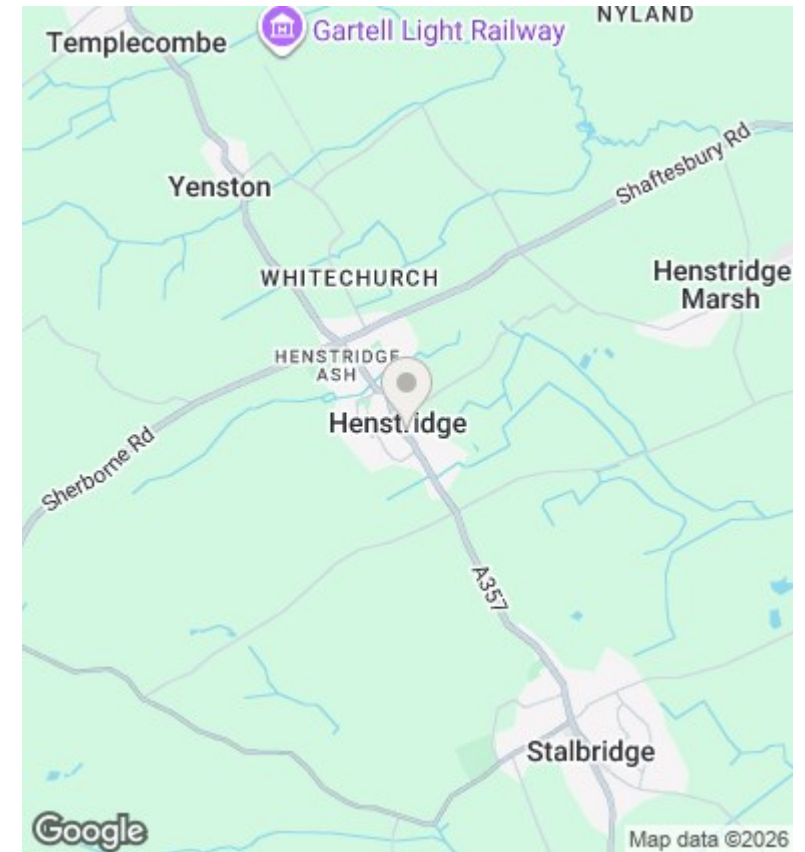 NYLAND
Gartell Light Railway
Templecombe
Shaftesbury Rd
Yenston
WHITECHURCH
Henstridge
Marsh
HENSTRIDGE
ASH
Henstridge
Sherborne Rd
A357
Stalbridge
Google
Map data ©2026